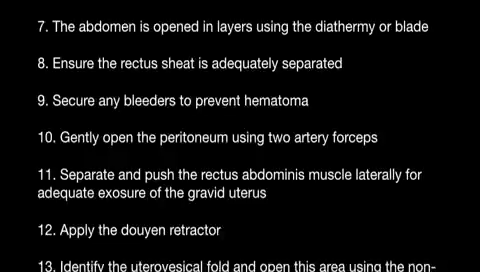 7. The abdomen is opened in layers using the diathermy or blade
8. Ensure the rectus sheat is adequately separated
9. Secure any bleeders to prevent hematoma
10. Gently open the peritoneum using two artery forceps
11. Separate and push the rectus abdominis muscle laterally for
adequate exosure of the gravid uterus
12. Apply the douyen retractor
13. Identify the uterovesical fold and open this area using the non-